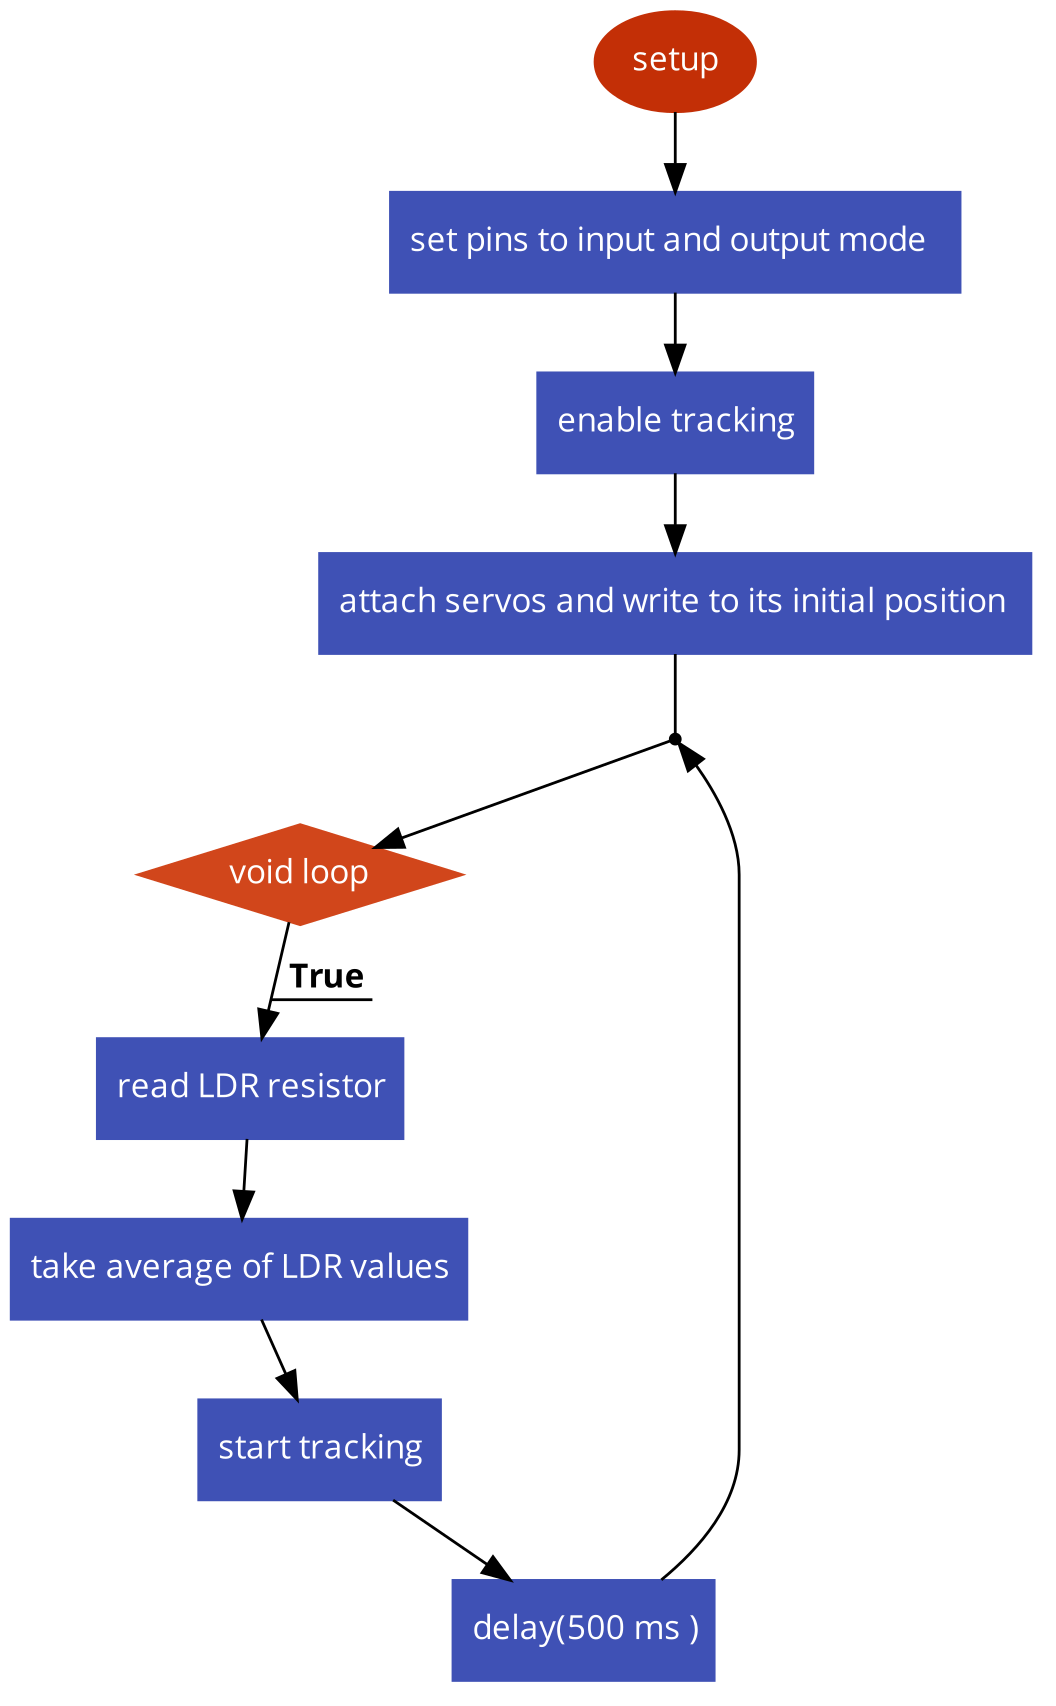 setup
set pins to input and output mode
enable tracking
attach servos and write to its initial position
void loop
True
read LDR resistor
take average of LDR values
start tracking
delay(500 ms )